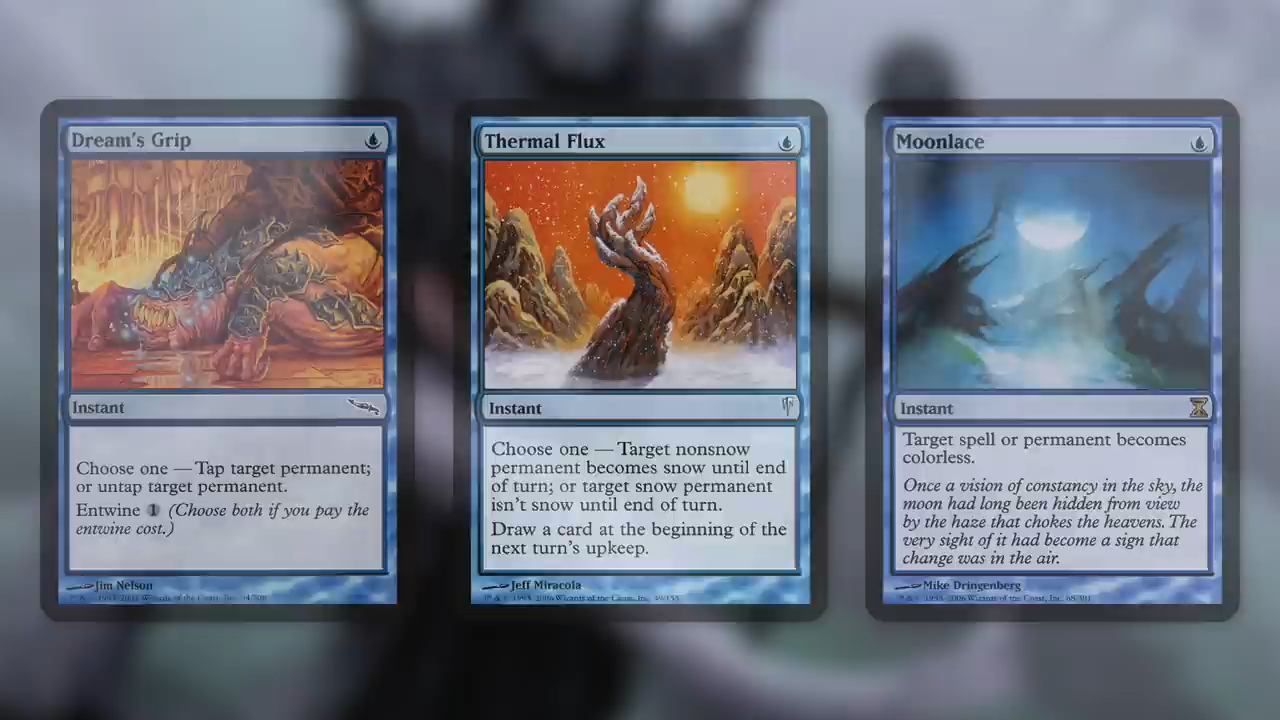 Dream's Grip
Instant
Choose one — Tap target permanent;
or untap target permanent.
Entwine 1 (Choose both if you pay the
entwine cost.)
Jim Nelson
Thermal Flux
Instant
Choose one — Target nonsnow
permanent becomes snow until end
of turn; or target snow permanent
isn't snow until end of turn.
Draw a card at the beginning of the
next turn's upkeep.
Jeff Miracola
Moonlace
Instant
Target spell or permanent becomes
colorless.
Once a vision of constancy in the sky, the
moon had long been hidden from view
by the haze that chokes the heavens. The
very sight of it had become a sign that
change was in the air.
Mike Dringenberg